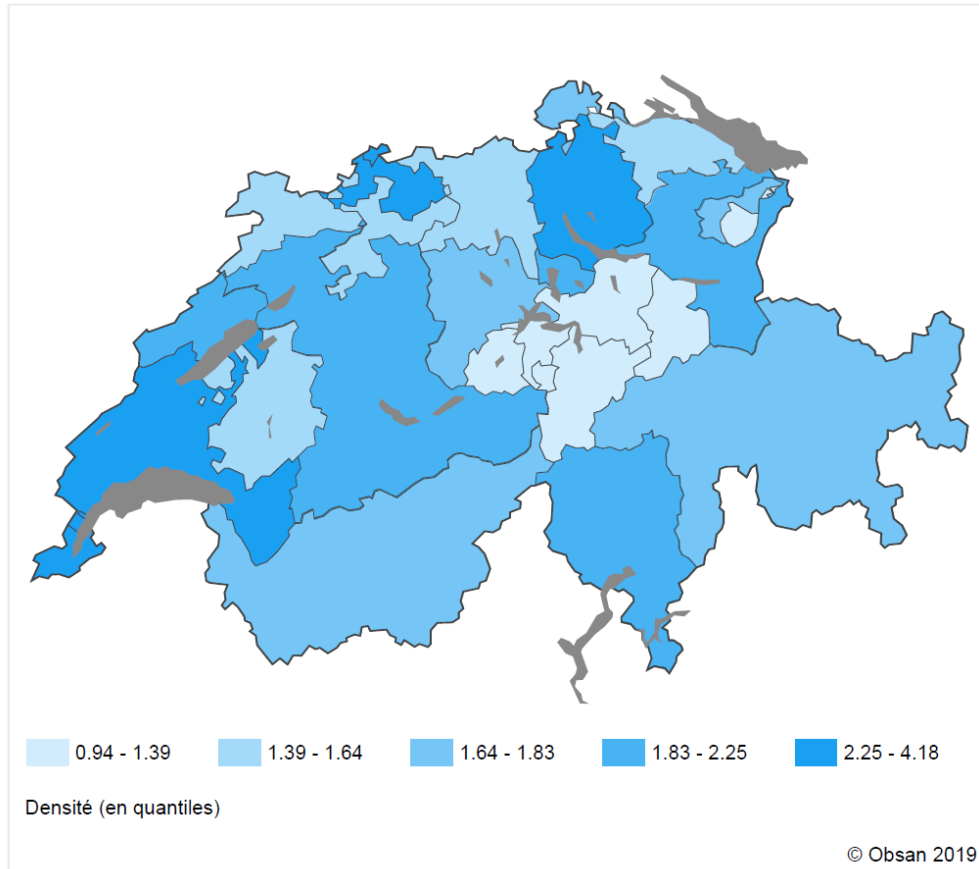 0.94 - 1.39 1.39 - 1.64 1.64 - 1.83 1.83 - 2.25 2.25 - 4.18
Densité (en quantiles)
© Obsan 2019